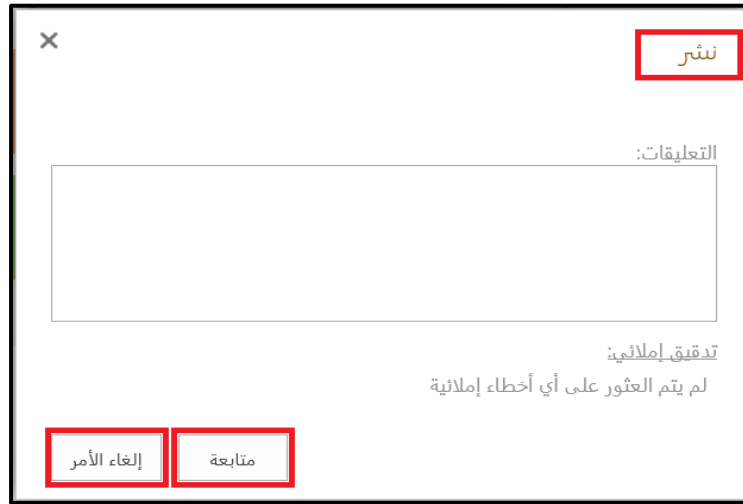 نشر
التعليقات:
تدقيق إملائي:
لم يتم العثور على أي أخطاء إملائية
متابعة
إلغاء الأمر